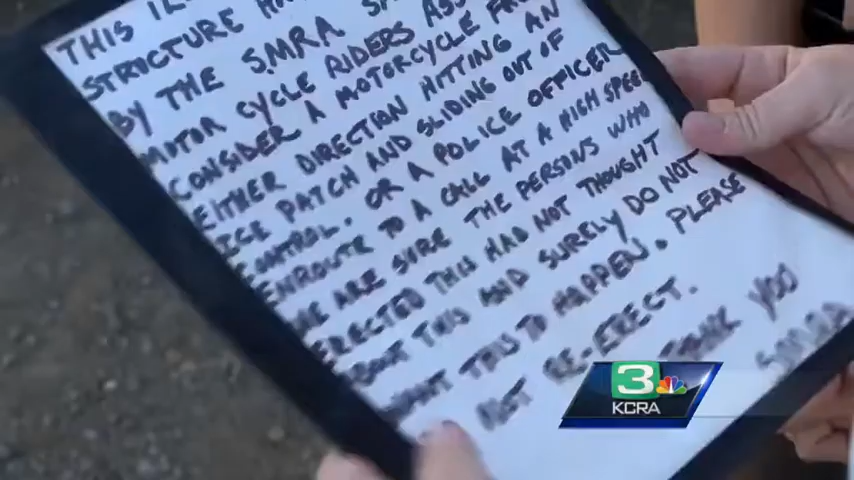 THIS
STRUCTURE
BY THE SMRA
MOTOR CYCLE RIDERS
CONSIDER A MOTORCYCLE
EITHER DIRECTION HITTING AN
ICE PATCH AND SLIDING OUT OF
CONTROL. OR A POLICE OFFICER
ENROUTE TO A CALL AT A HIGH SPEED
WE ARE SURE THE PERSONS WHO
ERECTED THIS HAD NOT THOUGHT
ABOUT THIS AND SURELY DO NOT
WANT THIS TO HAPPEN. PLEASE
NOT RE-ERECT.
THANK YOU
SMRA
3
KCRA